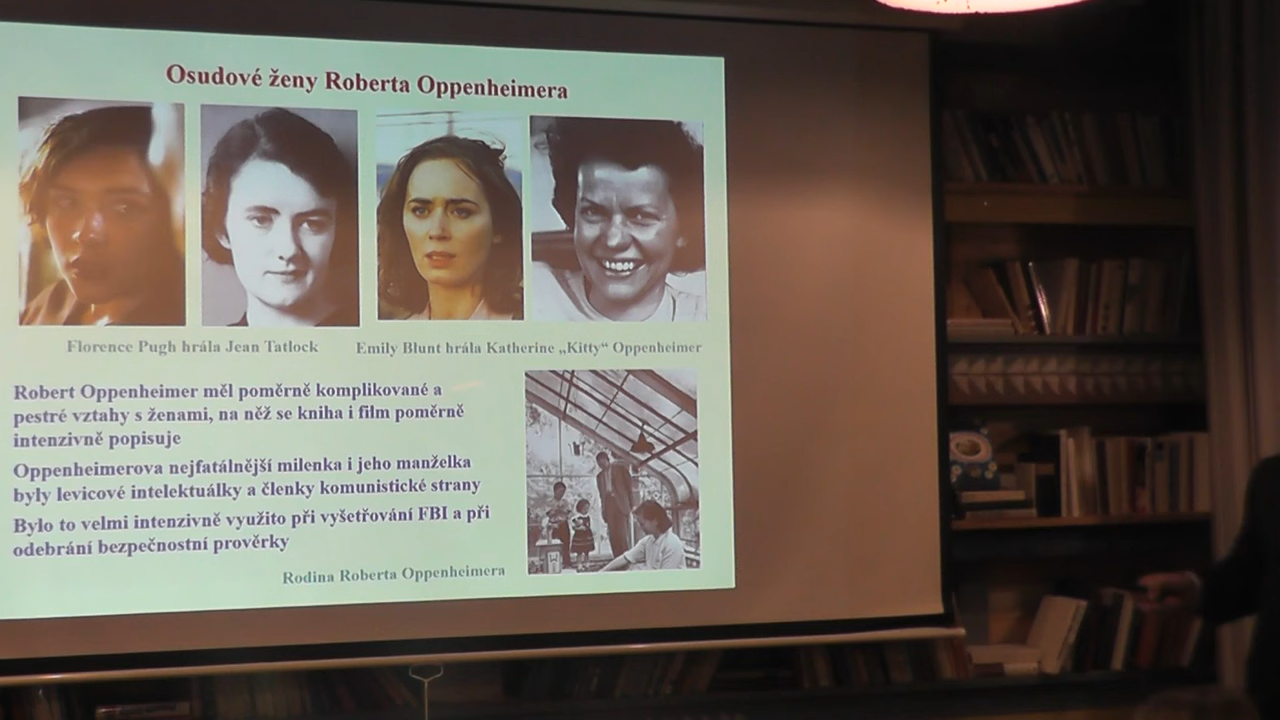 Osudové ženy Roberta Oppenheimera
Florence Pugh hrála Jean Tatlock
Emily Blunt hrála Katherine „Kitty“ Oppenheimer
Robert Oppenheimer měl poměrně komplikované a
pestré vztahy s ženami, na něž se kniha i film poměrně
intenzivně popisuje
Oppenheimerova nejfatálnější milenka i jeho manželka
byly levicové intelektuálky a členky komunistické strany
Bylo to velmi intenzivně využito při vyšetřování FBI a při
odebrání bezpečnostní prověrky
Rodina Roberta Oppenheimera